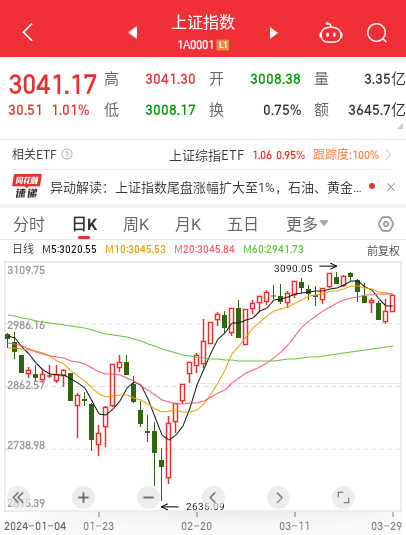 上证指数
1A0001 L1
3041.17 高 3041.30 开 3008.38 量 3.35亿
30.51 1.01% 低 3008.17 换 0.75% 额 3645.7亿
相关ETF ? 上证综指ETF 1.06 0.95% 跟踪度:100%
同花顺 速递 异动解读：上证指数尾盘涨幅扩大至1%，石油、黄金...
分时 日K 周K 月K 五日 更多
日线 M5:3020.55 M10:3045.53 M20:3045.84 M60:2941.73 前复权
3109.75
3090.05
2986.16
2862.57
2738.98
2615.39
2635.09
2024-01-04 01-23 02-20 03-11 03-29